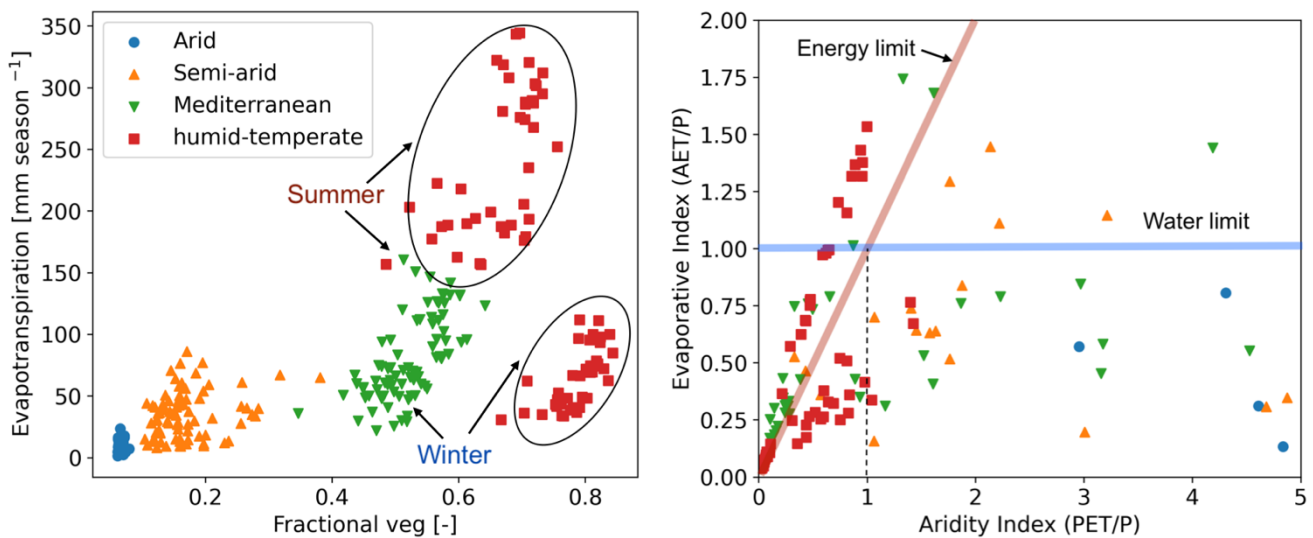 Evapotranspiration [mm season ⁻¹]
350
300
250
200
150
100
50
0
Arid
Semi-arid
Mediterranean
humid-temperate
Summer
Winter
0.2
0.4
0.6
0.8
Fractional veg [-]
Evaporative Index (AET/P)
2.00
1.75
1.50
1.25
1.00
0.75
0.50
0.25
0.00
Energy limit
Water limit
0
1
2
3
4
5
Aridity Index (PET/P)